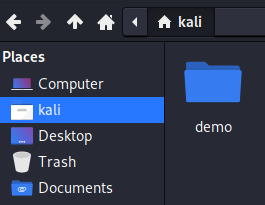 kali
Places
Computer
kali
Desktop
Trash
Documents
demo